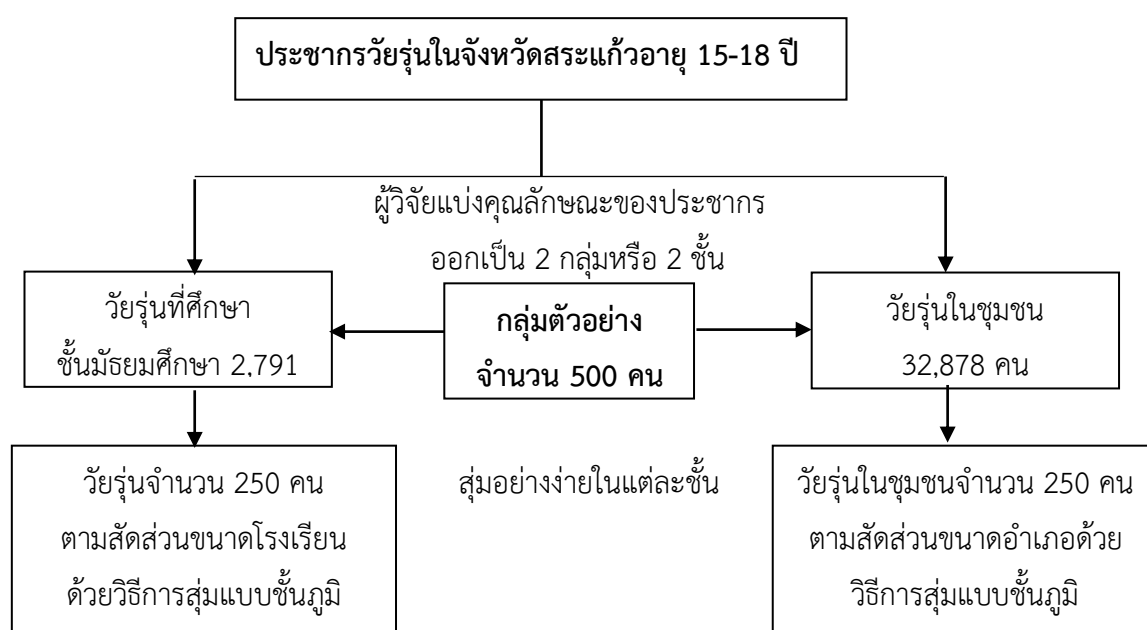 ประชากรวัยรุ่นในจังหวัดสระแก้วอายุ 15-18 ปี
ผู้วิจัยแบ่งคุณลักษณะของประชากร
ออกเป็น 2 กลุ่มหรือ 2 ชั้น
วัยรุ่นที่ศึกษา
ชั้นมัธยมศึกษา 2,791
กลุ่มตัวอย่าง
จำนวน 500 คน
วัยรุ่นในชุมชน
32,878 คน
วัยรุ่นจำนวน 250 คน
ตามสัดส่วนขนาดโรงเรียน
ด้วยวิธีการสุ่มแบบชั้นภูมิ
สุ่มอย่างง่ายในแต่ละชั้น
วัยรุ่นในชุมชนจำนวน 250 คน
ตามสัดส่วนขนาดอำเภอด้วย
วิธีการสุ่มแบบชั้นภูมิ